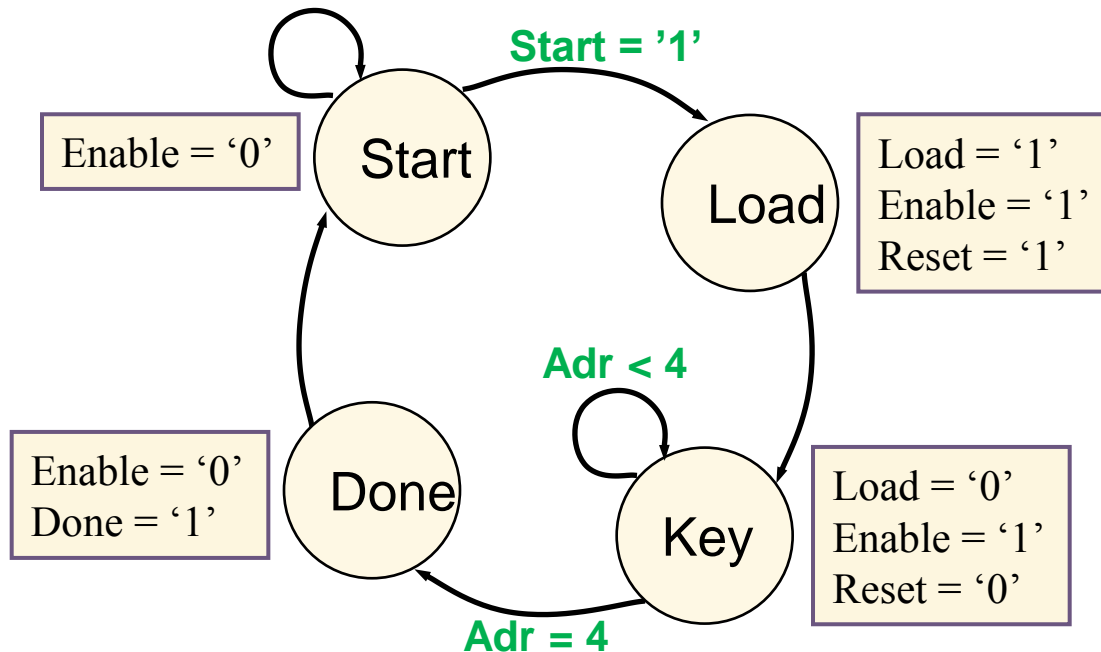 Start = ’1’
Enable = ‘0’
Start
Load
Load = ‘1’
Enable = ‘1’
Reset = ‘1’
Adr < 4
Enable = ‘0’
Done = ‘1’
Done
Key
Load = ‘0’
Enable = ‘1’
Reset = ‘0’
Adr = 4